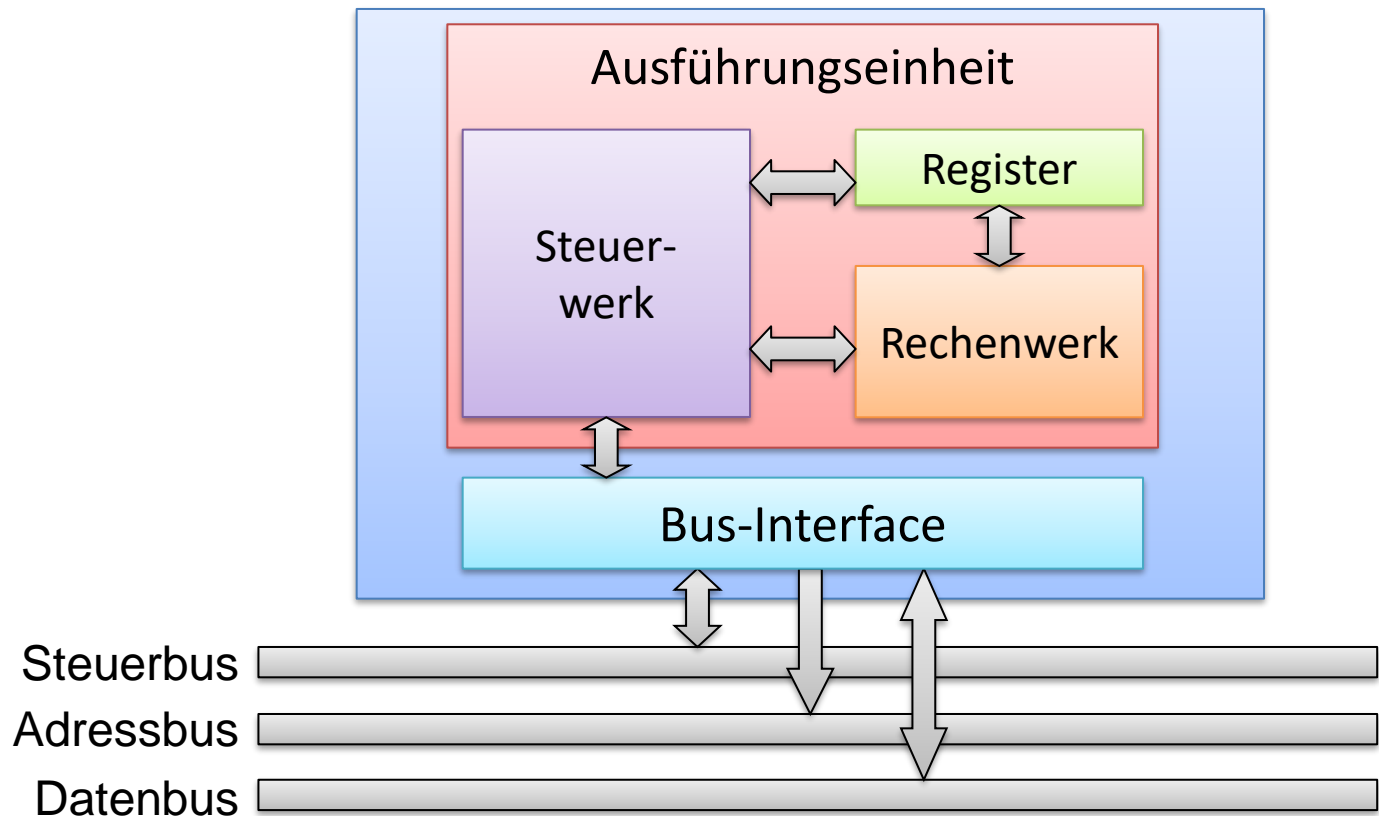 Ausführungseinheit
Register
Steuer-
werk
Rechenwerk
Bus-Interface
Steuerbus
Adressbus
Datenbus